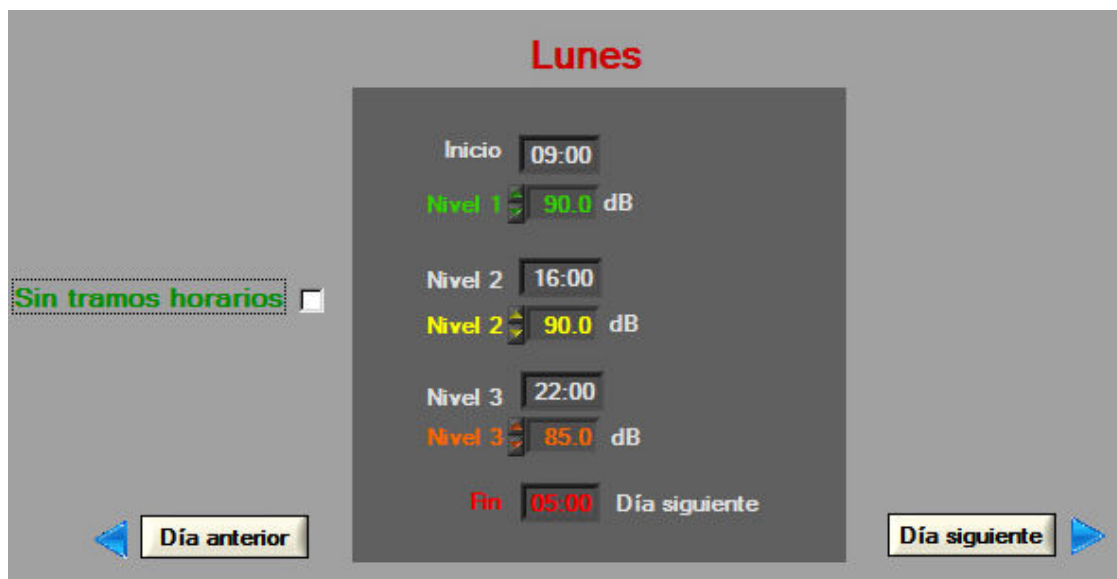 Lunes
Inicio 09:00
Nivel 1 90.0 dB
Nivel 2 16:00
Sin tramos horarios
Nivel 2 90.0 dB
Nivel 3 22:00
Nivel 3 85.0 dB
Fin 05:00 Día siguiente
Día anterior
Día siguiente